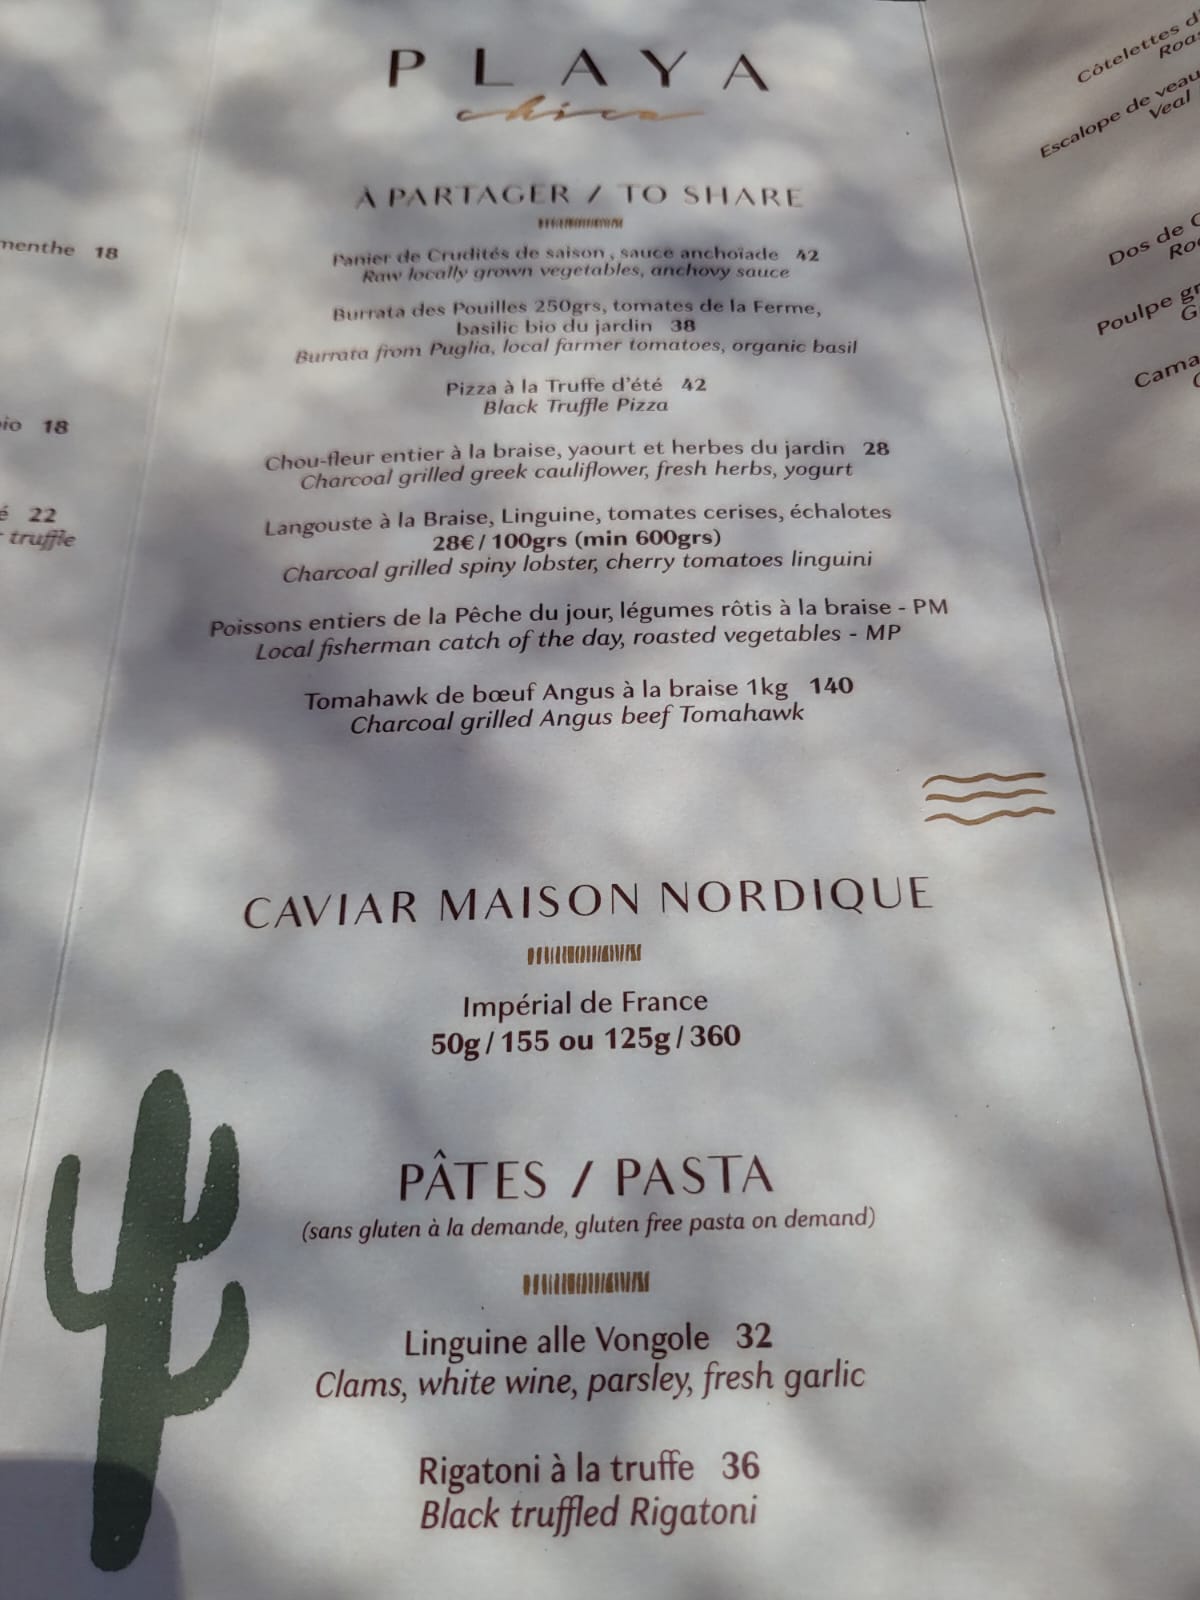 PLAYA
chica
À PARTAGER / TO SHARE
Panier de Crudités de saison, sauce anchoïade 42
Raw locally grown vegetables, anchovy sauce
Burrata des Pouilles 250grs, tomates de la Ferme,
basilic bio du jardin 38
Burrata from Puglia, local farmer tomatoes, organic basil
Pizza à la Truffe d'été 42
Black Truffle Pizza
Chou-fleur entier à la braise, yaourt et herbes du jardin 28
Charcoal grilled greek cauliflower, fresh herbs, yogurt
Langouste à la Braise, Linguine, tomates cerises, échalotes
28€/100grs (min 600grs)
Charcoal grilled spiny lobster, cherry tomatoes linguini
Poissons entiers de la Pêche du jour, légumes rôtis à la braise - PM
Local fisherman catch of the day, roasted vegetables - MP
Tomahawk de bœuf Angus à la braise 1kg 140
Charcoal grilled Angus beef Tomahawk
CAVIAR MAISON NORDIQUE
Impérial de France
50g/155 ou 125g/360
PÂTES / PASTA
(sans gluten à la demande, gluten free pasta on demand)
Linguine alle Vongole 32
Clams, white wine, parsley, fresh garlic
Rigatoni à la truffe 36
Black truffled Rigatoni
menthe 18
18
22
truffle
Côtelettes
Escalope de veau
Veal
Dos de
Poulpe